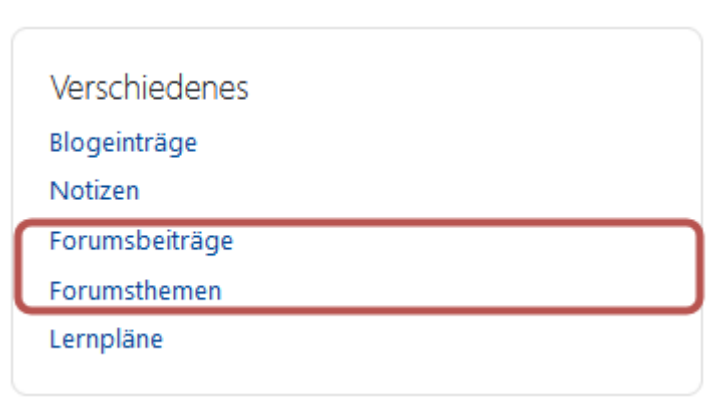 Verschiedenes
Blogeinträge
Notizen
Forumsbeiträge
Forumsthemen
Lernpläne